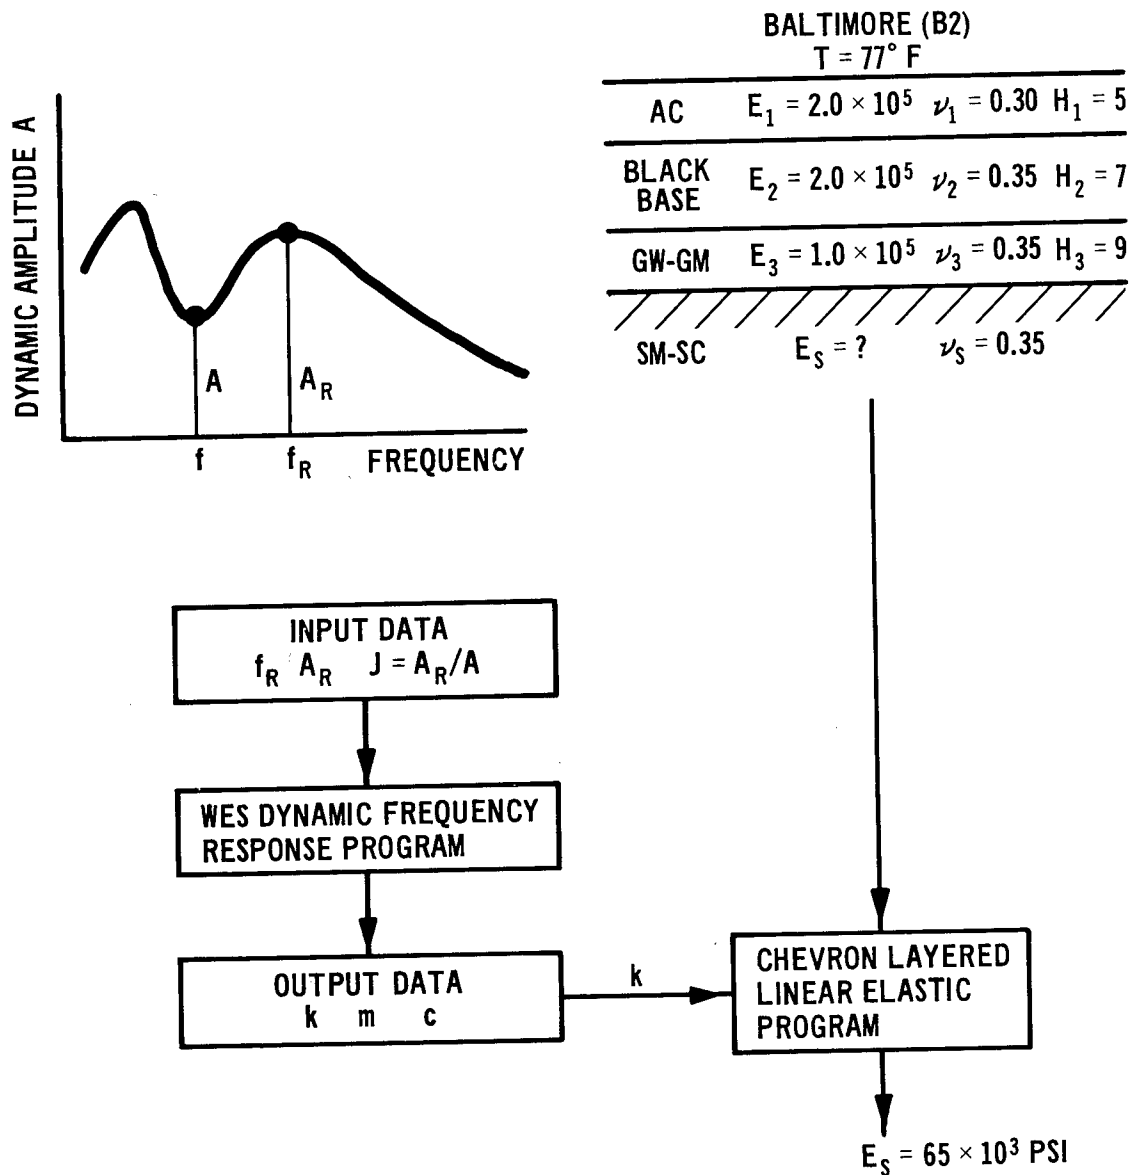 BALTIMORE (B2)
T = 77° F
AC E₁ = 2.0 × 10⁵ ν₁ = 0.30 H₁ = 5
BLACK BASE E₂ = 2.0 × 10⁵ ν₂ = 0.35 H₂ = 7
GW-GM E₃ = 1.0 × 10⁵ ν₃ = 0.35 H₃ = 9
SM-SC E_S = ? ν_S = 0.35
DYNAMIC AMPLITUDE A
A A_R
f f_R FREQUENCY
INPUT DATA
f_R A_R J = A_R/A
WES DYNAMIC FREQUENCY
RESPONSE PROGRAM
OUTPUT DATA
k m c
k
CHEVRON LAYERED
LINEAR ELASTIC
PROGRAM
E_S = 65 × 10³ PSI